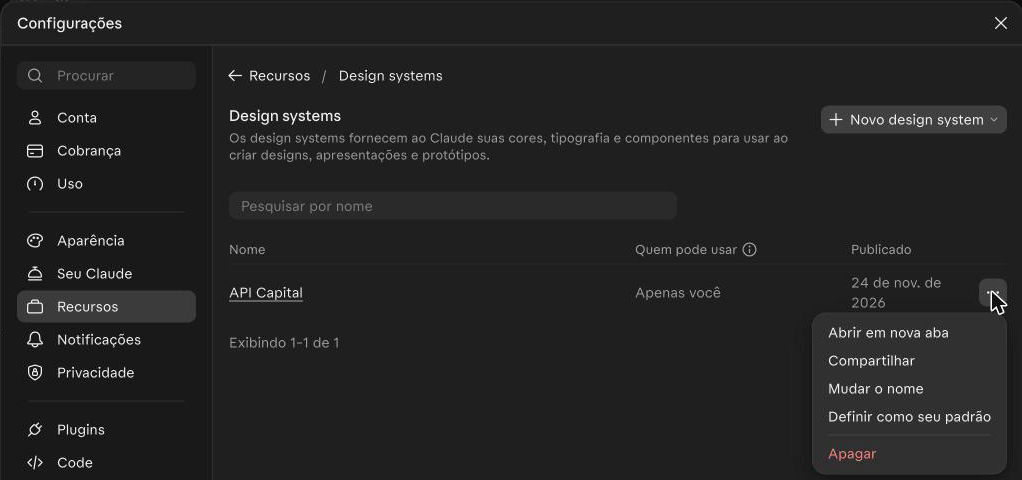 Configurações
Procurar
Conta
Cobrança
Uso
Aparência
Seu Claude
Recursos
Notificações
Privacidade
Plugins
Code
Recursos / Design systems
Design systems
Os design systems fornecem ao Claude suas cores, tipografia e componentes para usar ao
criar designs, apresentações e protótipos.
Novo design system
Pesquisar por nome
Nome Quem pode usar Publicado
API Capital Apenas você 24 de nov. de
2026
Exibindo 1-1 de 1
Abrir em nova aba
Compartilhar
Mudar o nome
Definir como seu padrão
Apagar